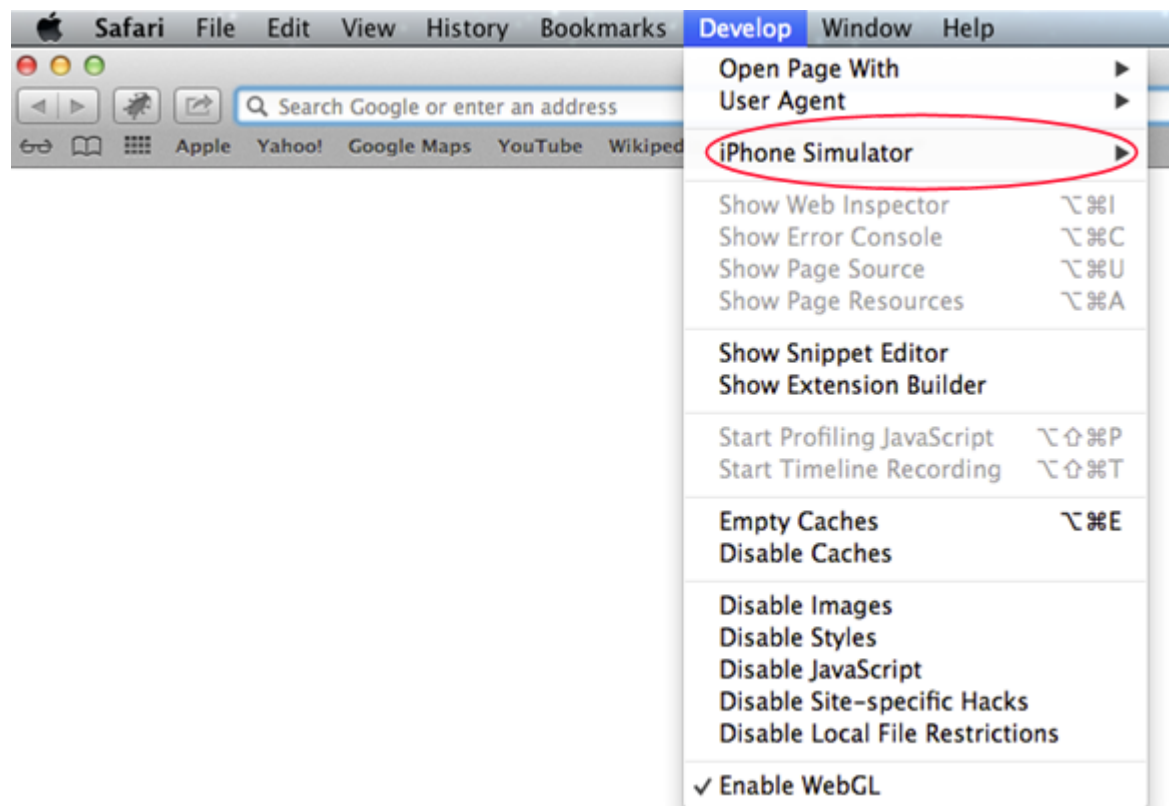 Safari File Edit View History Bookmarks Develop Window Help
Search Google or enter an address
Apple Yahoo! Google Maps YouTube Wikiped
Open Page With ▶
User Agent ▶
iPhone Simulator ▶
Show Web Inspector ⌥⌘I
Show Error Console ⌥⌘C
Show Page Source ⌥⌘U
Show Page Resources ⌥⌘A
Show Snippet Editor
Show Extension Builder
Start Profiling JavaScript ⌥⇧⌘P
Start Timeline Recording ⌥⇧⌘T
Empty Caches ⌥⌘E
Disable Caches
Disable Images
Disable Styles
Disable JavaScript
Disable Site-specific Hacks
Disable Local File Restrictions
✓ Enable WebGL